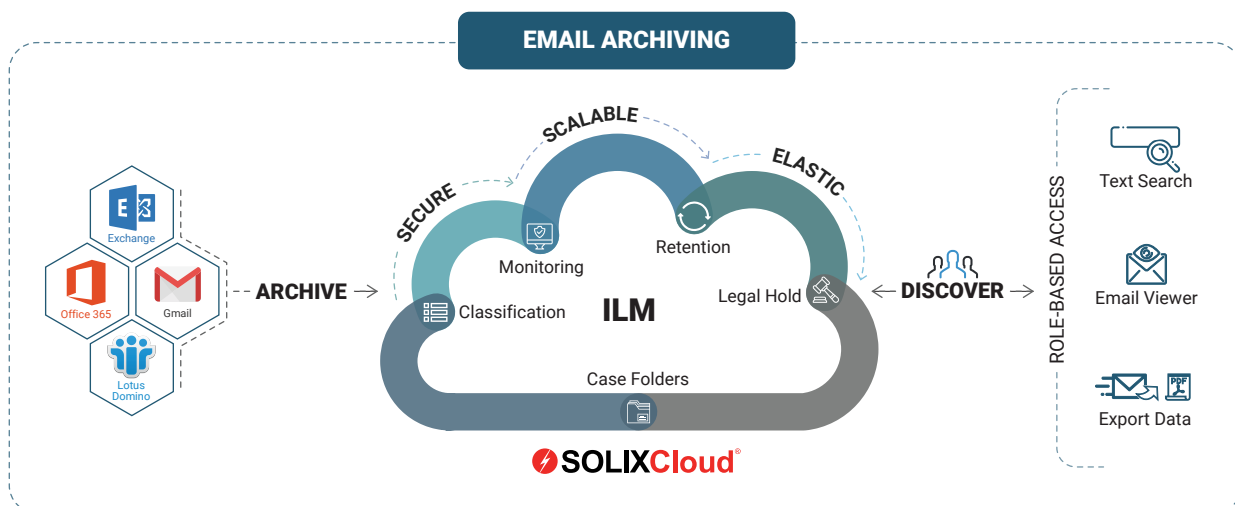 EMAIL ARCHIVING
E
Exchange
Office 365
Gmail
Lotus
Domino
ARCHIVE
SECURE
SCALABLE
ELASTIC
Classification
Monitoring
Retention
Legal Hold
ILM
Case Folders
SOLIXCloud®
DISCOVER
ROLE-BASED ACCESS
Text Search
Email Viewer
PDF
Export Data